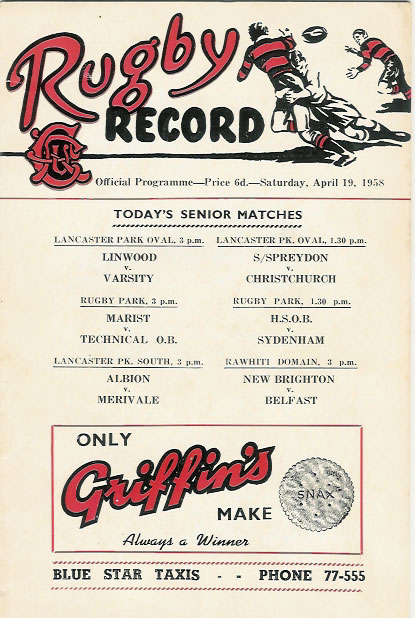 Rugby
RECORD
Official Programme—Price 6d.—Saturday, April 19, 1958
TODAY'S SENIOR MATCHES
LANCASTER PARK OVAL, 3 p.m.
LINWOOD
v.
VARSITY
LANCASTER PK. OVAL, 1.30 p.m.
S/SPREYDON
v.
CHRISTCHURCH
RUGBY PARK, 3 p.m.
MARIST
v.
TECHNICAL O.B.
RUGBY PARK, 1.30 p.m.
H.S.O.B.
v.
SYDENHAM
LANCASTER PK. SOUTH, 3 p.m.
ALBION
v.
MERIVALE
RAWHITI DOMAIN, 3 p.m.
NEW BRIGHTON
v.
BELFAST
ONLY
Griffin's
MAKE
SNAX
Always a Winner
BLUE STAR TAXIS - - PHONE 77-555